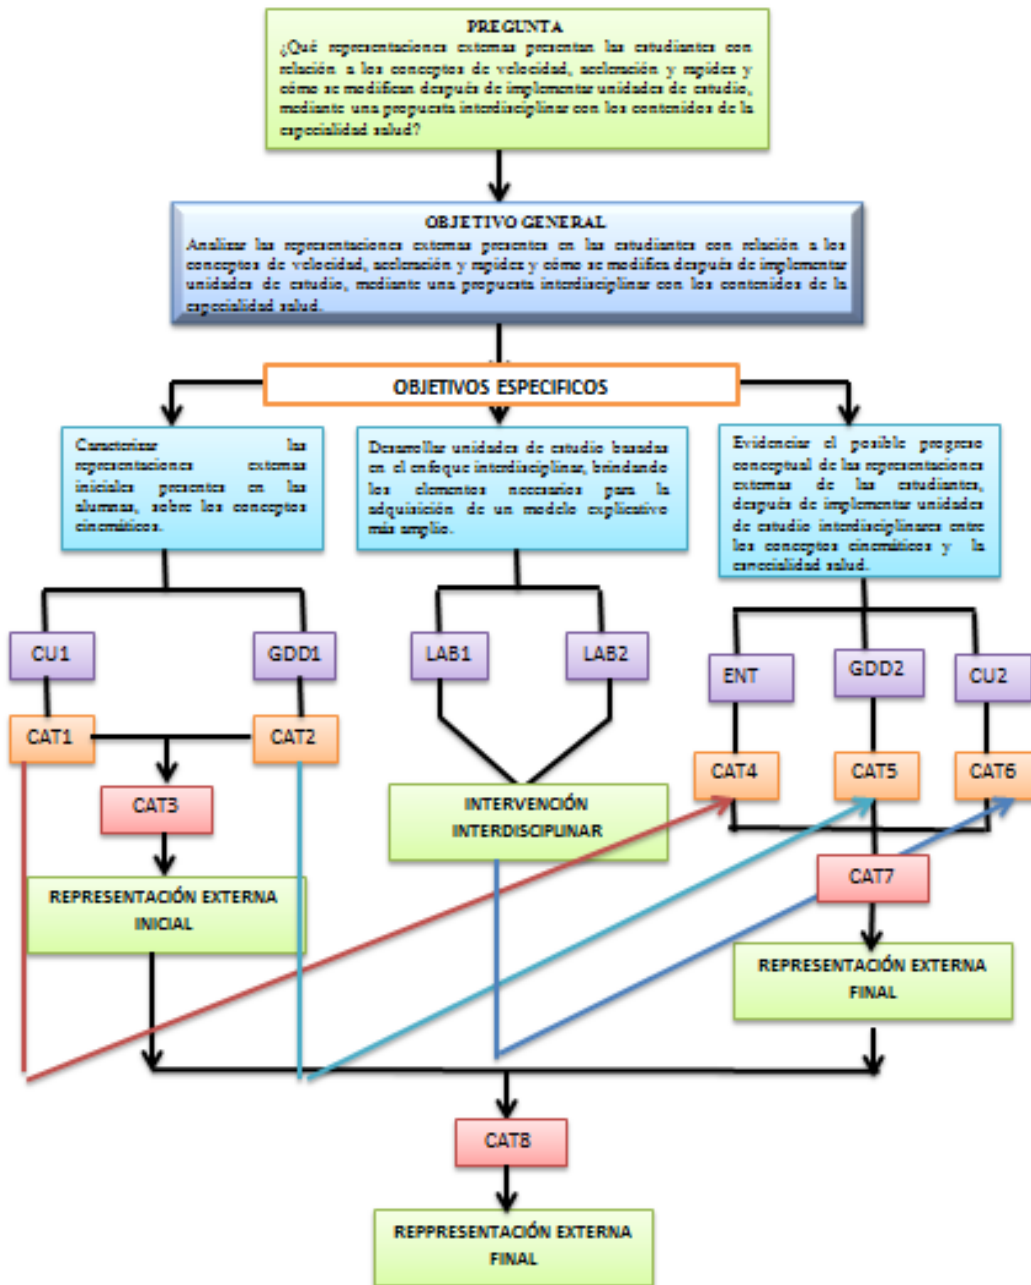 PREGUNTA
¿Qué representaciones externas presentan las estudiantes con
relación a los conceptos de velocidad, aceleración y rapidez y
cómo se modifican después de implementar unidades de estudio,
mediante una propuesta interdisciplinar con los contenidos de la
especialidad salud?
OBJETIVO GENERAL
Analizar las representaciones externas presentes en las estudiantes con relación a los
conceptos de velocidad, aceleración y rapidez y cómo se modifica después de implementar
unidades de estudio, mediante una propuesta interdisciplinar con los contenidos de la
especialidad salud.
OBJETIVOS ESPECIFICOS
Caracterizar las
representaciones externas
iniciales presentes en las
alumnas, sobre los conceptos
cinemáticos.
Desarrollar unidades de estudio basadas
en el enfoque interdisciplinar, brindando
los elementos necesarios para la
adquisición de un modelo explicativo
más amplio.
Evidenciar el posible progreso
conceptual de las representaciones
externas de las estudiantes,
después de implementar unidades
de estudio interdisciplinares entre
los conceptos cinemáticos y la
especialidad salud.
CU1
GDD1
LAB1
LAB2
ENT
GDD2
CU2
CAT1
CAT2
CAT4
CAT5
CAT6
CAT3
INTERVENCIÓN
INTERDISCIPLINAR
CAT7
REPRESENTACIÓN EXTERNA
INICIAL
REPRESENTACIÓN EXTERNA
FINAL
CAT8
REPPRESENTACIÓN EXTERNA
FINAL